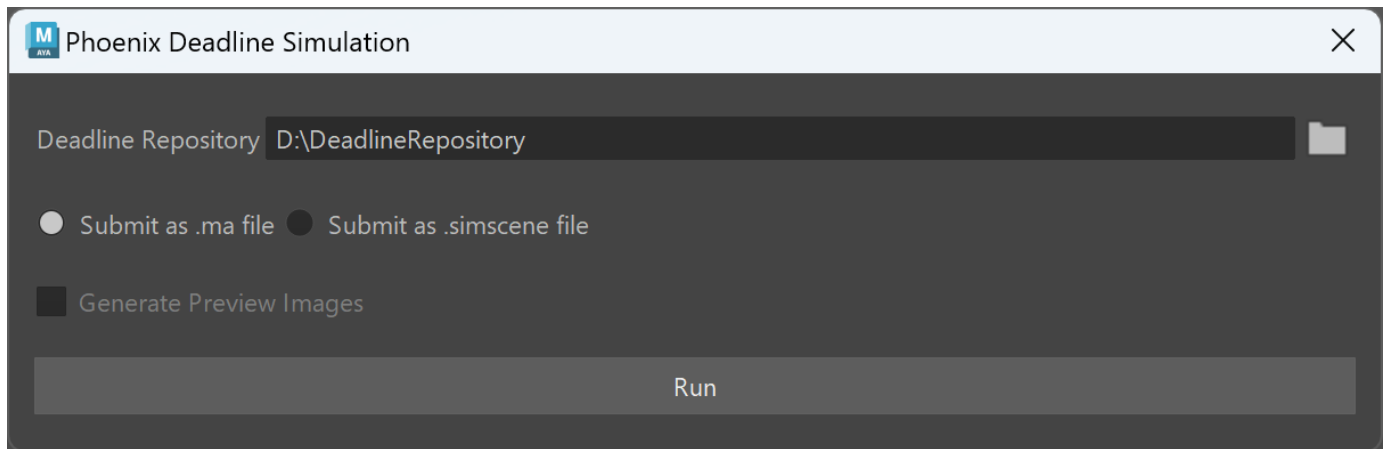 M
AYA
Phoenix Deadline Simulation
Deadline Repository D:\DeadlineRepository
Submit as .ma file Submit as .simscene file
Generate Preview Images
Run